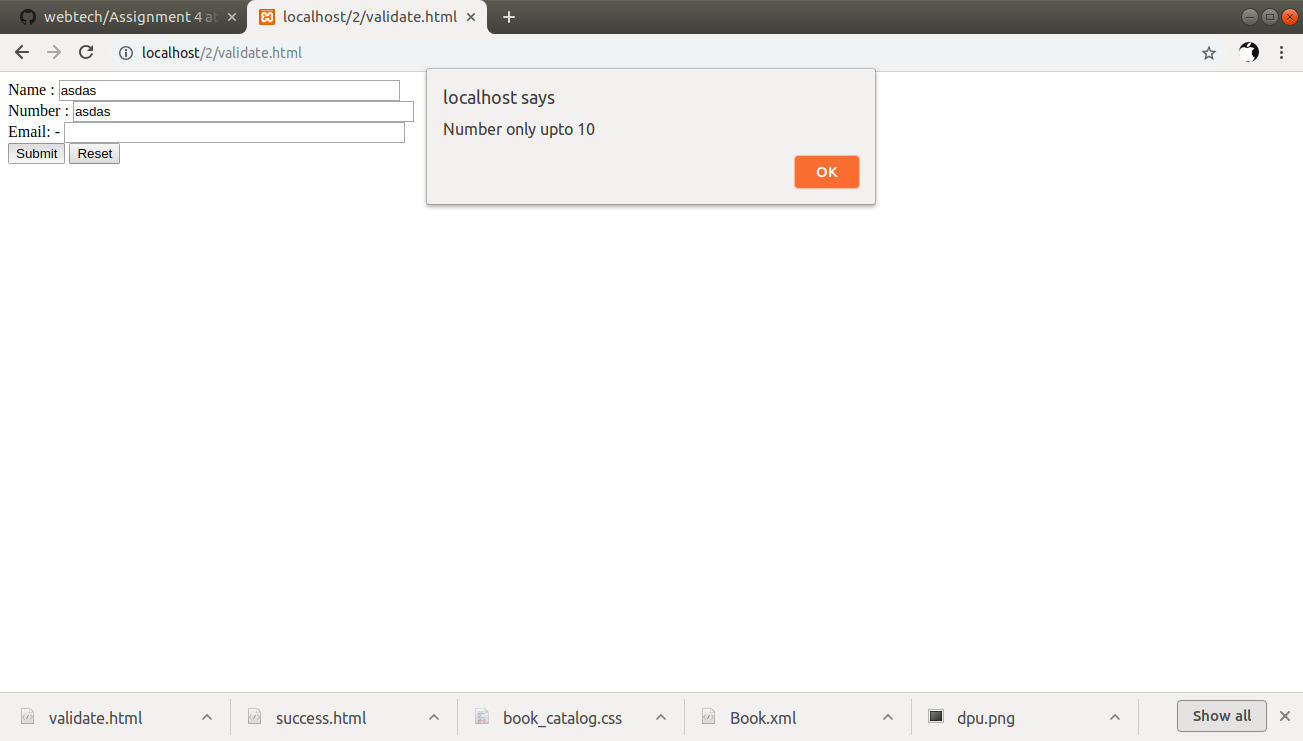 webtech/Assignment 4 at
localhost/2/validate.html
localhost/2/validate.html
Name : asdas
Number : asdas
Email: -
Submit Reset
localhost says
Number only upto 10
OK
validate.html
success.html
book_catalog.css
Book.xml
dpu.png
Show all